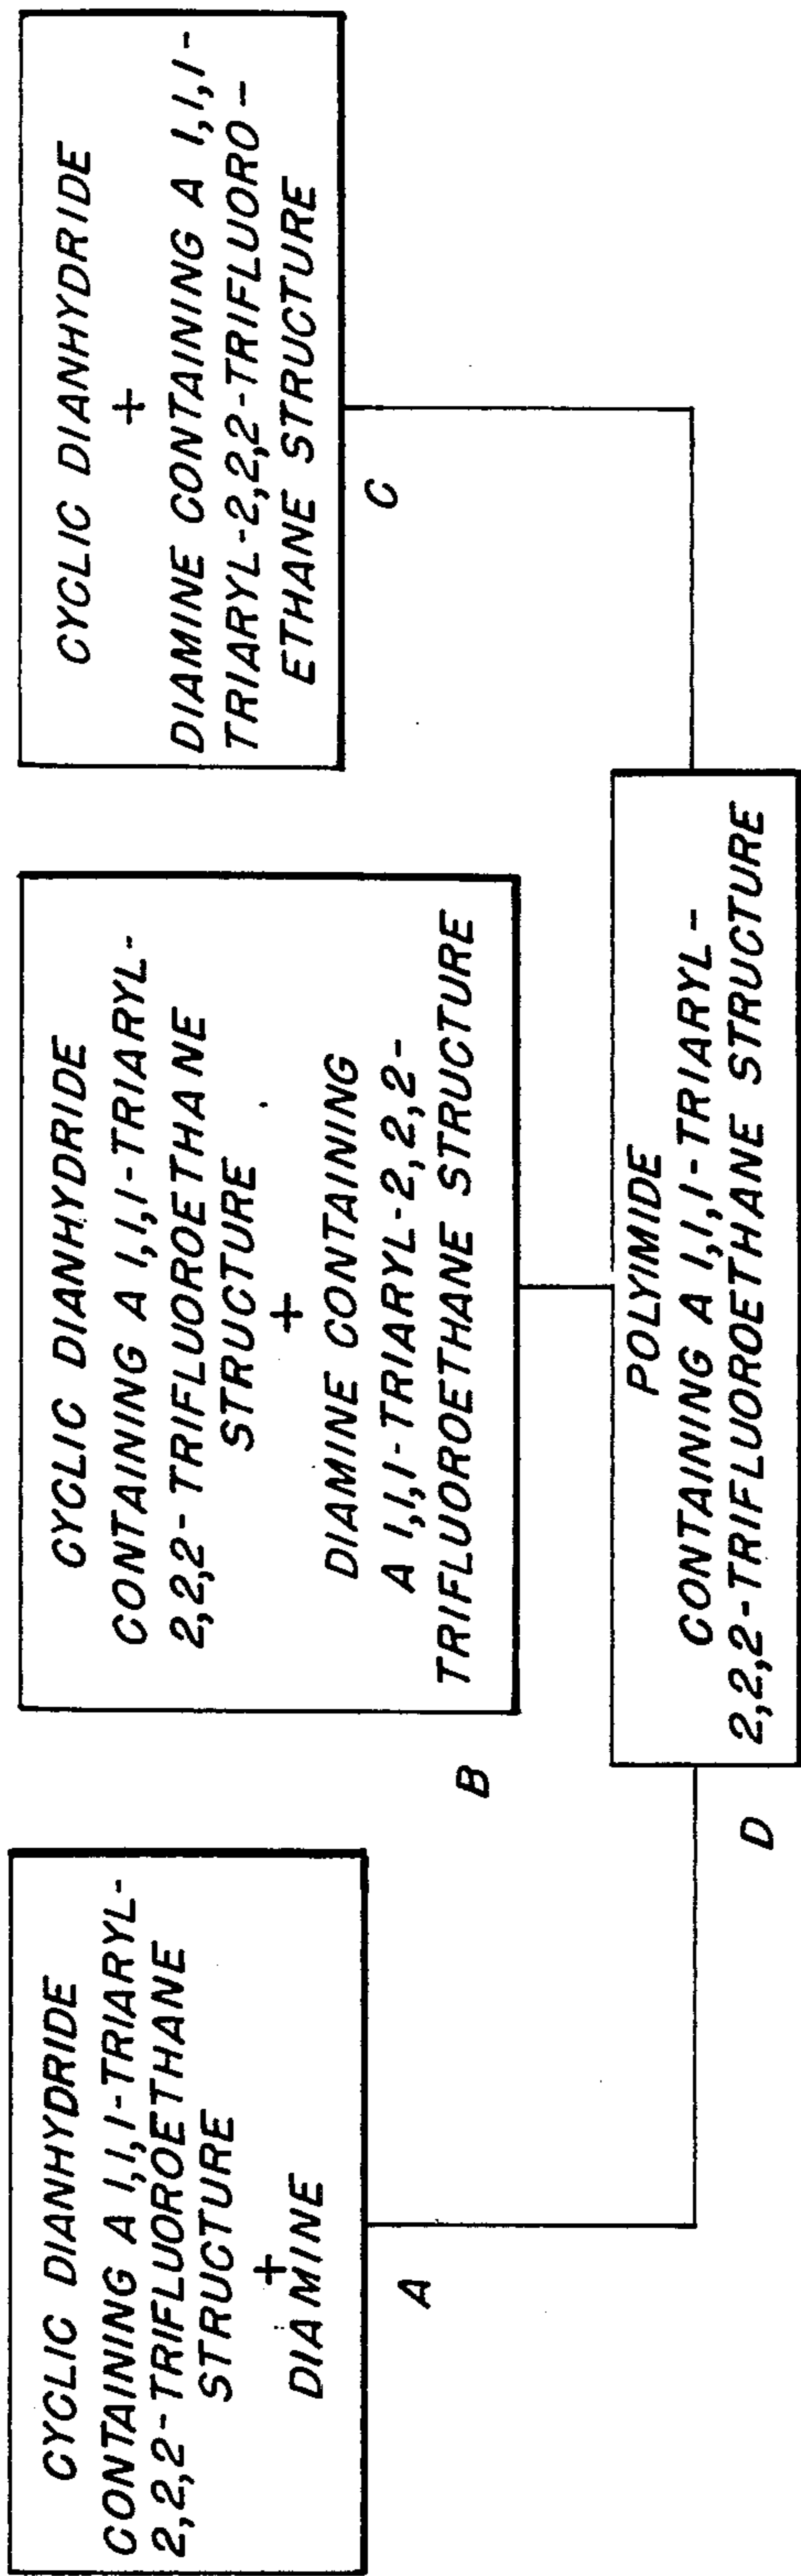 CYCLIC DIANHYDRIDE
CONTAINING A 1,1,1-TRIARYL-
2,2,2-TRIFLUOROETHANE
STRUCTURE
+
DIAMINE
A
CYCLIC DIANHYDRIDE
CONTAINING A 1,1,1-TRIARYL-
2,2,2-TRIFLUOROETHANE
STRUCTURE
+
DIAMINE CONTAINING
A 1,1,1-TRIARYL-2,2,2-
TRIFLUOROETHANE STRUCTURE
B
CYCLIC DIANHYDRIDE
+
DIAMINE CONTAINING A 1,1,1-
TRIARYL-2,2,2-TRIFLUORO-
ETHANE STRUCTURE
C
POLYIMIDE
CONTAINING A 1,1,1-TRIARYL-
2,2,2-TRIFLUOROETHANE STRUCTURE
D